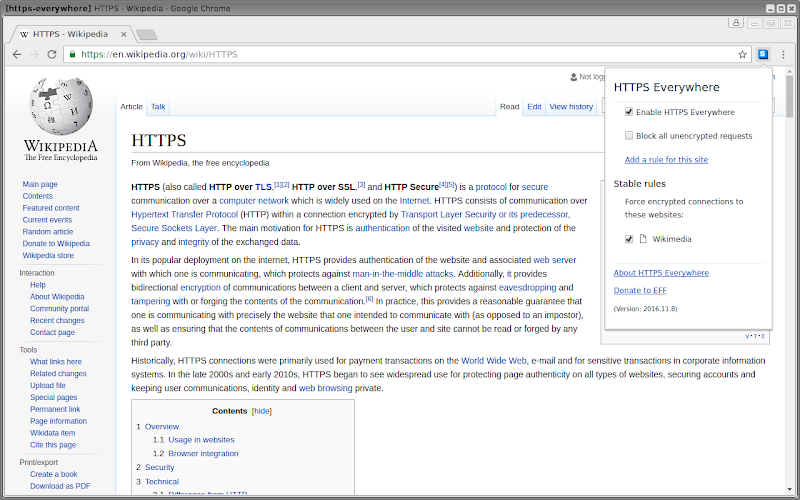 [https-everywhere] HTTPS - Wikipedia - Google Chrome
W HTTPS - Wikipedia
https://en.wikipedia.org/wiki/HTTPS
Not logg
WIKIPEDIA
The Free Encyclopedia
Main page
Contents
Featured content
Current events
Random article
Donate to Wikipedia
Wikipedia store
Interaction
Help
About Wikipedia
Community portal
Recent changes
Contact page
Tools
What links here
Related changes
Upload file
Special pages
Permanent link
Page information
Wikidata item
Cite this page
Print/export
Create a book
Download as PDF
Article Talk
Read Edit View history
HTTPS
From Wikipedia, the free encyclopedia
HTTPS (also called HTTP over TLS,[1][2] HTTP over SSL,[3] and HTTP Secure[4][5]) is a protocol for secure
communication over a computer network which is widely used on the Internet. HTTPS consists of communication over
Hypertext Transfer Protocol (HTTP) within a connection encrypted by Transport Layer Security or its predecessor,
Secure Sockets Layer. The main motivation for HTTPS is authentication of the visited website and protection of the
privacy and integrity of the exchanged data.
In its popular deployment on the internet, HTTPS provides authentication of the website and associated web server
with which one is communicating, which protects against man-in-the-middle attacks. Additionally, it provides
bidirectional encryption of communications between a client and server, which protects against eavesdropping and
tampering with or forging the contents of the communication.[6] In practice, this provides a reasonable guarantee that
one is communicating with precisely the website that one intended to communicate with (as opposed to an impostor),
as well as ensuring that the contents of communications between the user and site cannot be read or forged by any
third party.
Historically, HTTPS connections were primarily used for payment transactions on the World Wide Web, e-mail and for sensitive transactions in corporate information
systems. In the late 2000s and early 2010s, HTTPS began to see widespread use for protecting page authenticity on all types of websites, securing accounts and
keeping user communications, identity and web browsing private.
Contents [hide]
1 Overview
1.1 Usage in websites
1.2 Browser integration
2 Security
3 Technical
3.1 Difference from HTTP
HTTPS Everywhere
Enable HTTPS Everywhere
Block all unencrypted requests
Add a rule for this site
Stable rules
Force encrypted connections to
these websites:
Wikimedia
About HTTPS Everywhere
Donate to EFF
(Version: 2016.11.8)
V · T · E